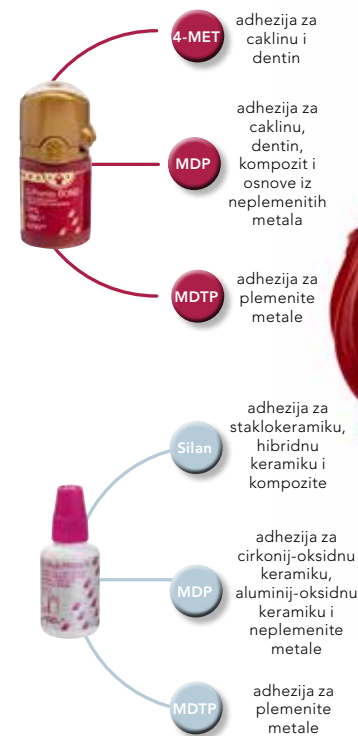 4-MET
adhezija za
caklinu i
dentin
MDP
adhezija za
caklinu,
dentin,
kompozit i
osnove iz
neplemenitih
metala
MDTP
adhezija za
plemenite
metale
Silan
adhezija za
staklokeramiku,
hibridnu
keramiku i
kompozite
MDP
adhezija za
cirkonij-oksidnu
keramiku,
aluminij-oksidnu
keramiku i
neplemenite
metale
MDTP
adhezija za
plemenite
metale